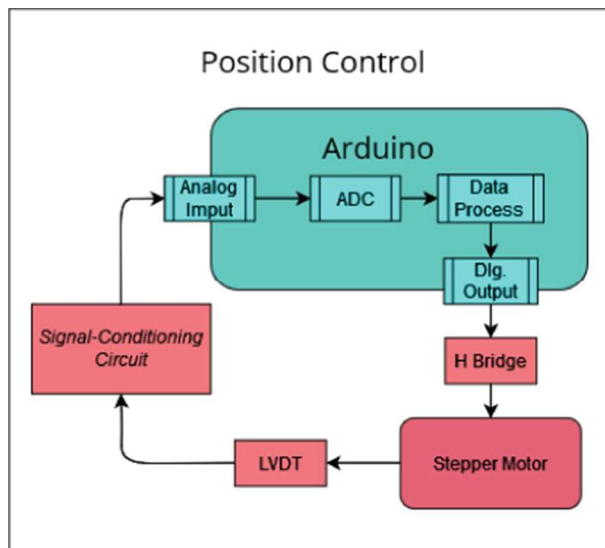 Position Control
Arduino
Analog
Imput
ADC
Data
Process
DIg.
Output
Signal-Conditioning
Circuit
H Bridge
LVDT
Stepper Motor